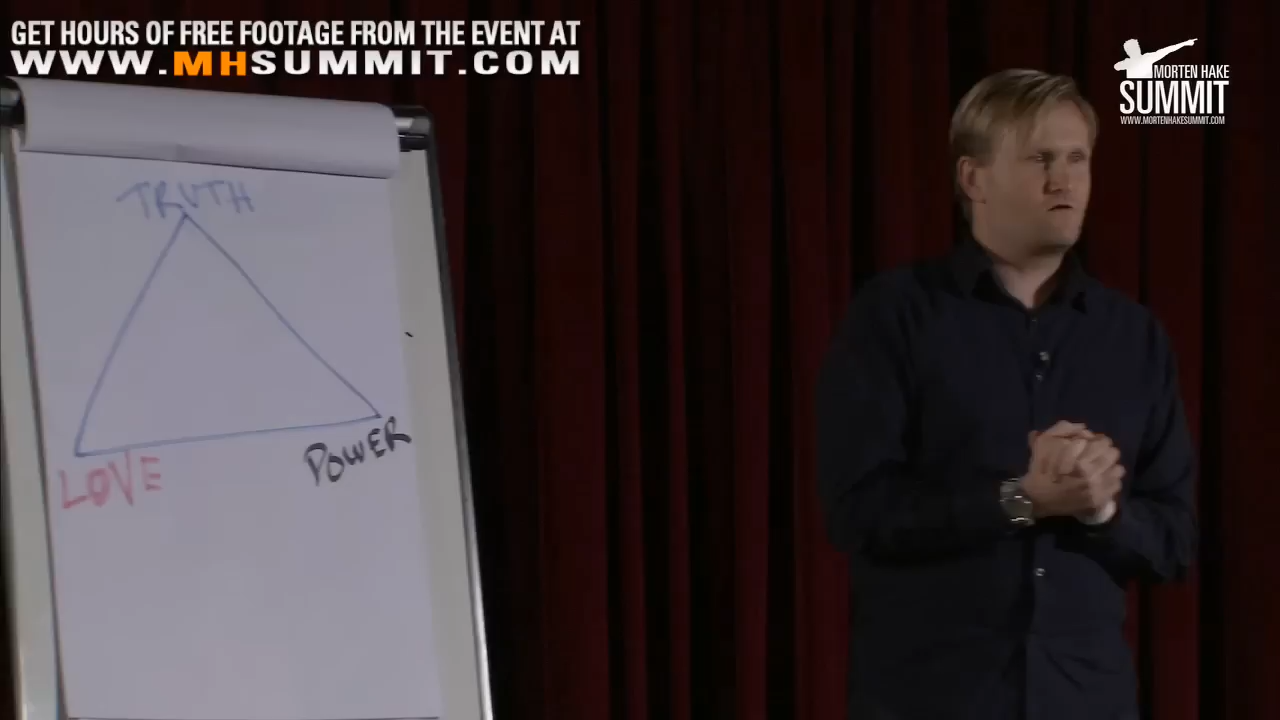 GET HOURS OF FREE FOOTAGE FROM THE EVENT AT
WWW.MHSUMMIT.COM
MORTEN HAKE
SUMMIT
WWW.MORTENHAKESUMMIT.COM
TRUTH
LOVE
POWER